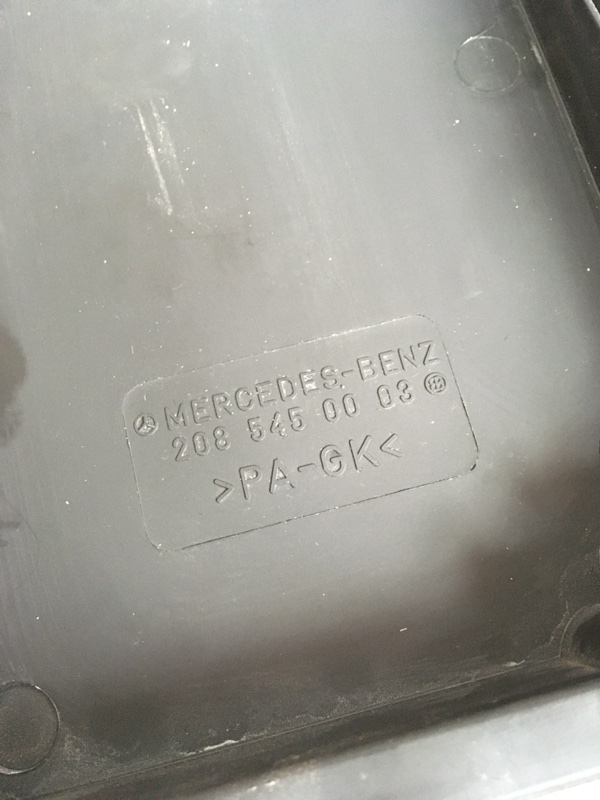 MERCEDES-BENZ
208 545 00 03
>PA-GK<